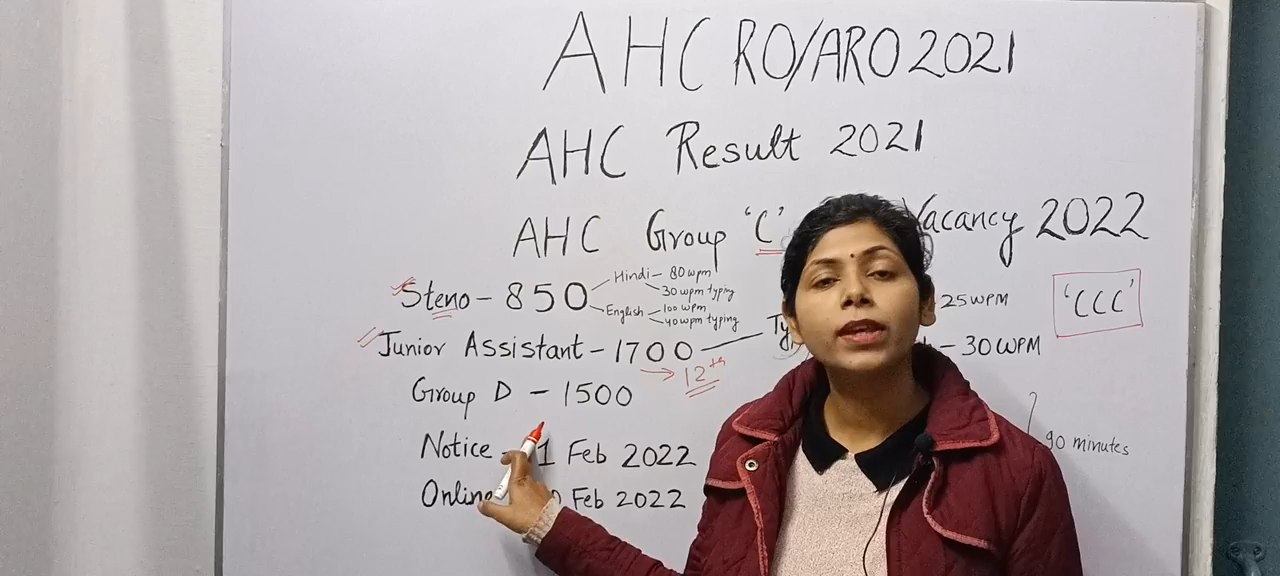 AHC RO/ARO 2021
AHC Result 2021
AHC Group 'C' Vacancy 2022
Steno - 850
Hindi - 80 wpm
30 wpm typing
English - 100 wpm
40 wpm typing
25 WPM
'CCC'
Junior Assistant - 1700
- 30 WPM
→ 12th
Group D - 1500
90 minutes
Notice - 1 Feb 2022
Online Feb 2022